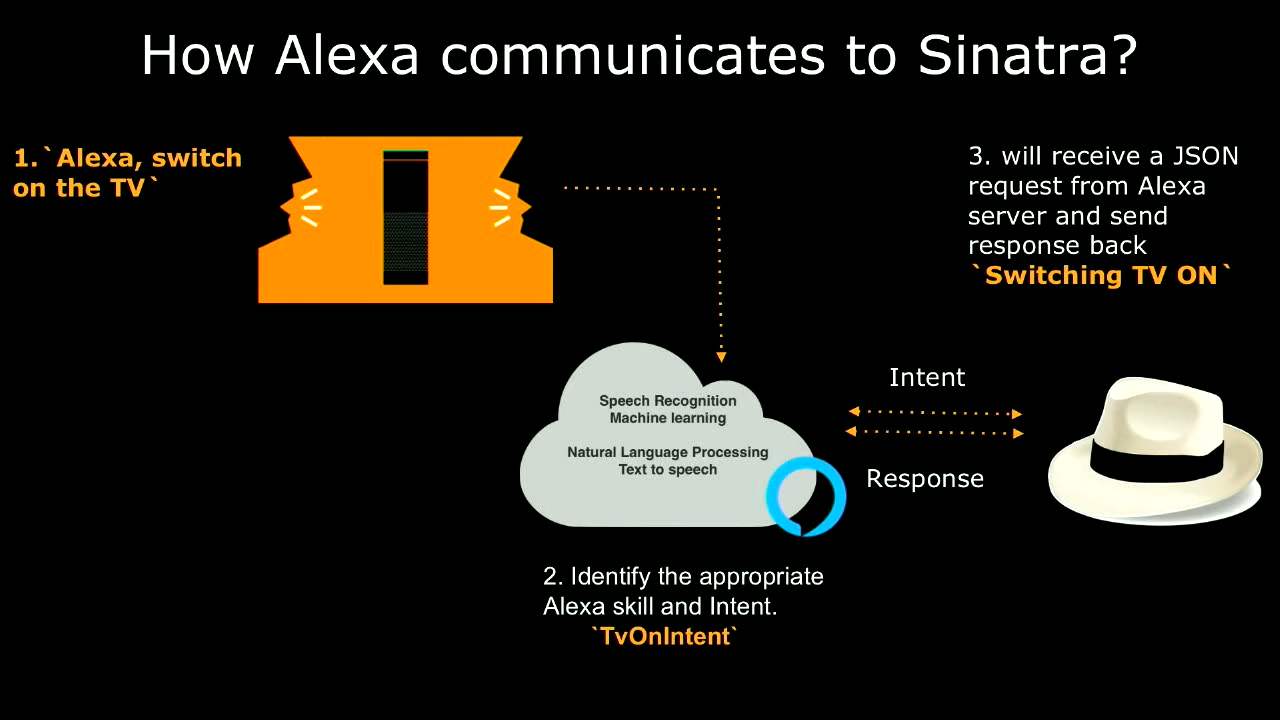 How Alexa communicates to Sinatra?
1.`Alexa, switch
on the TV`
3. will receive a JSON
request from Alexa
server and send
response back
`Switching TV ON`
Speech Recognition
Machine learning
Natural Language Processing
Text to speech
Intent
Response
2. Identify the appropriate
Alexa skill and Intent.
`TvOnIntent`